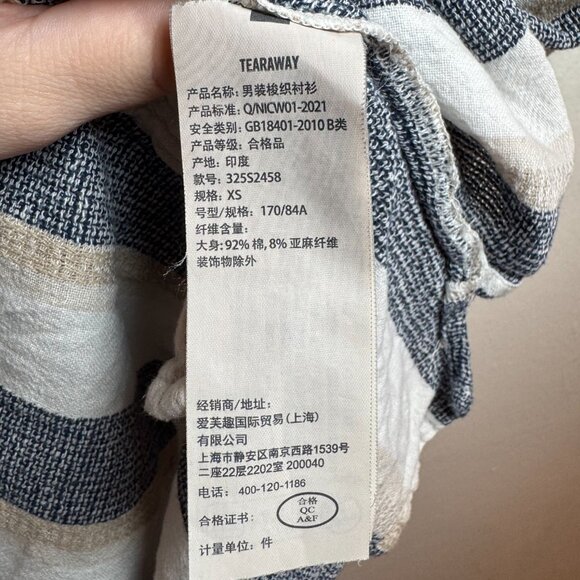 TEARAWAY
产品名称: 男装梭织衬衫
产品标准: Q/NICW01-2021
安全类别: GB18401-2010 B类
产品等级: 合格品
产地: 印度
款号: 325S2458
规格: XS
号型/规格: 170/84A
纤维含量:
大身: 92% 棉, 8% 亚麻纤维
装饰物除外
经销商/地址:
爱芙趣国际贸易(上海)
有限公司
上海市静安区南京西路1539号
二座22层2202室 200040
电话: 400-120-1186
合格证书: 合格
QC
A&F
计量单位: 件